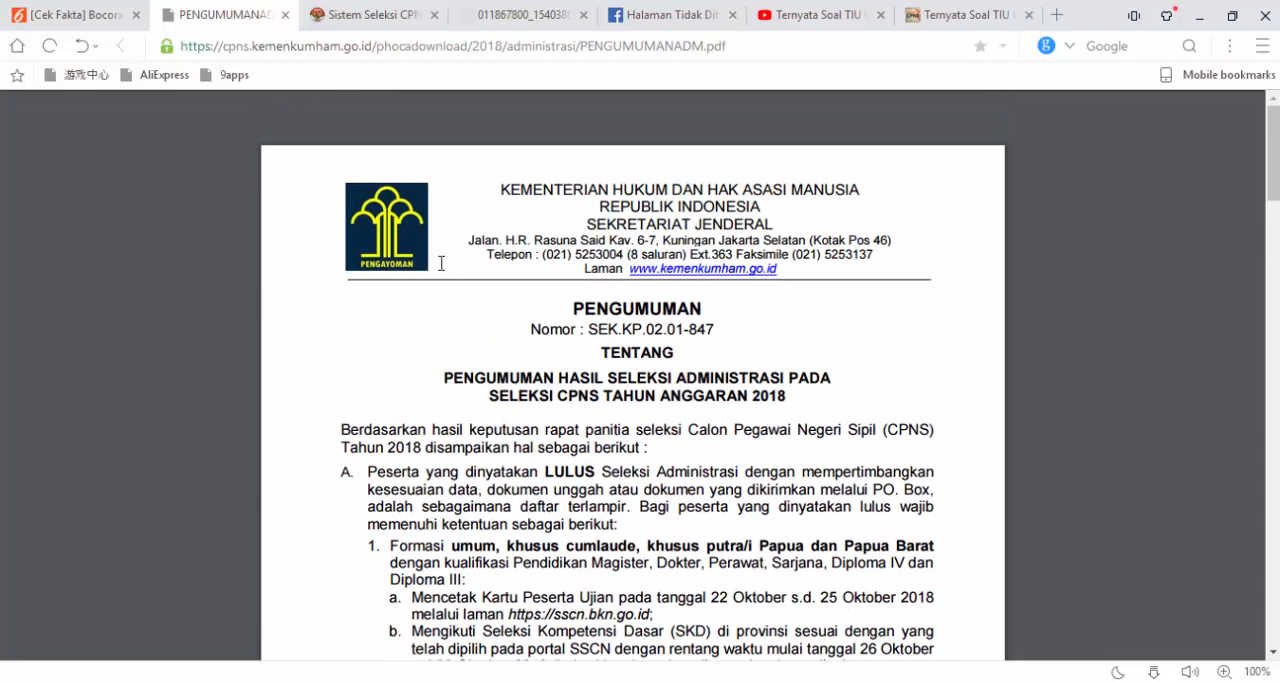 [Cek Fakta] Bocora
PENGUMUMANAD
Sistem Seleksi CPN
011867800_154038
Halaman Tidak Dit
Ternyata Soal TIU
Ternyata Soal TIU
https://cpns.kemenkumham.go.id/phocadownload/2018/administrasi/PENGUMUMANADM.pdf
Google
游戏中心
AliExpress
9apps
Mobile bookmarks
PENGAYOMAN
KEMENTERIAN HUKUM DAN HAK ASASI MANUSIA
REPUBLIK INDONESIA
SEKRETARIAT JENDERAL
Jalan. H.R. Rasuna Said Kav. 6-7, Kuningan Jakarta Selatan (Kotak Pos 46)
Telepon : (021) 5253004 (8 saluran) Ext.363 Faksimile (021) 5253137
Laman www.kemenkumham.go.id
PENGUMUMAN
Nomor : SEK.KP.02.01-847
TENTANG
PENGUMUMAN HASIL SELEKSI ADMINISTRASI PADA
SELEKSI CPNS TAHUN ANGGARAN 2018
Berdasarkan hasil keputusan rapat panitia seleksi Calon Pegawai Negeri Sipil (CPNS)
Tahun 2018 disampaikan hal sebagai berikut :
A. Peserta yang dinyatakan LULUS Seleksi Administrasi dengan mempertimbangkan
kesesuaian data, dokumen unggah atau dokumen yang dikirimkan melalui PO. Box,
adalah sebagaimana daftar terlampir. Bagi peserta yang dinyatakan lulus wajib
memenuhi ketentuan sebagai berikut:
1. Formasi umum, khusus cumlaude, khusus putra/i Papua dan Papua Barat
dengan kualifikasi Pendidikan Magister, Dokter, Perawat, Sarjana, Diploma IV dan
Diploma III:
a. Mencetak Kartu Peserta Ujian pada tanggal 22 Oktober s.d. 25 Oktober 2018
melalui laman https://sscn.bkn.go.id;
b. Mengikuti Seleksi Kompetensi Dasar (SKD) di provinsi sesuai dengan yang
telah dipilih pada portal SSCN dengan rentang waktu mulai tanggal 26 Oktober
100%